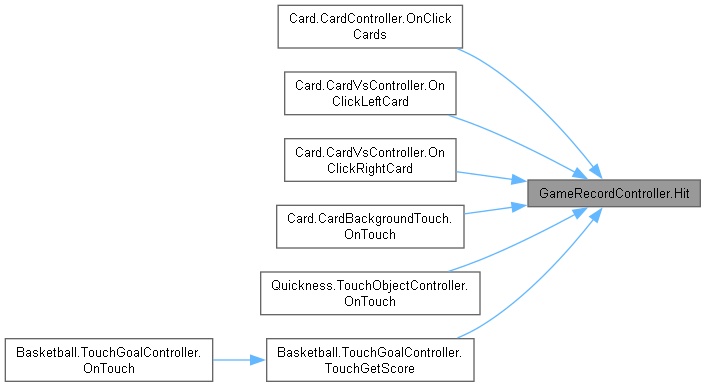 Card.CardController.OnClick
Cards
Card.CardVsController.On
ClickLeftCard
Card.CardVsController.On
ClickRightCard
GameRecordController.Hit
Card.CardBackgroundTouch.
OnTouch
Quickness.TouchObjectController.
OnTouch
Basketball.TouchGoalController.
OnTouch
Basketball.TouchGoalController.
TouchGetScore